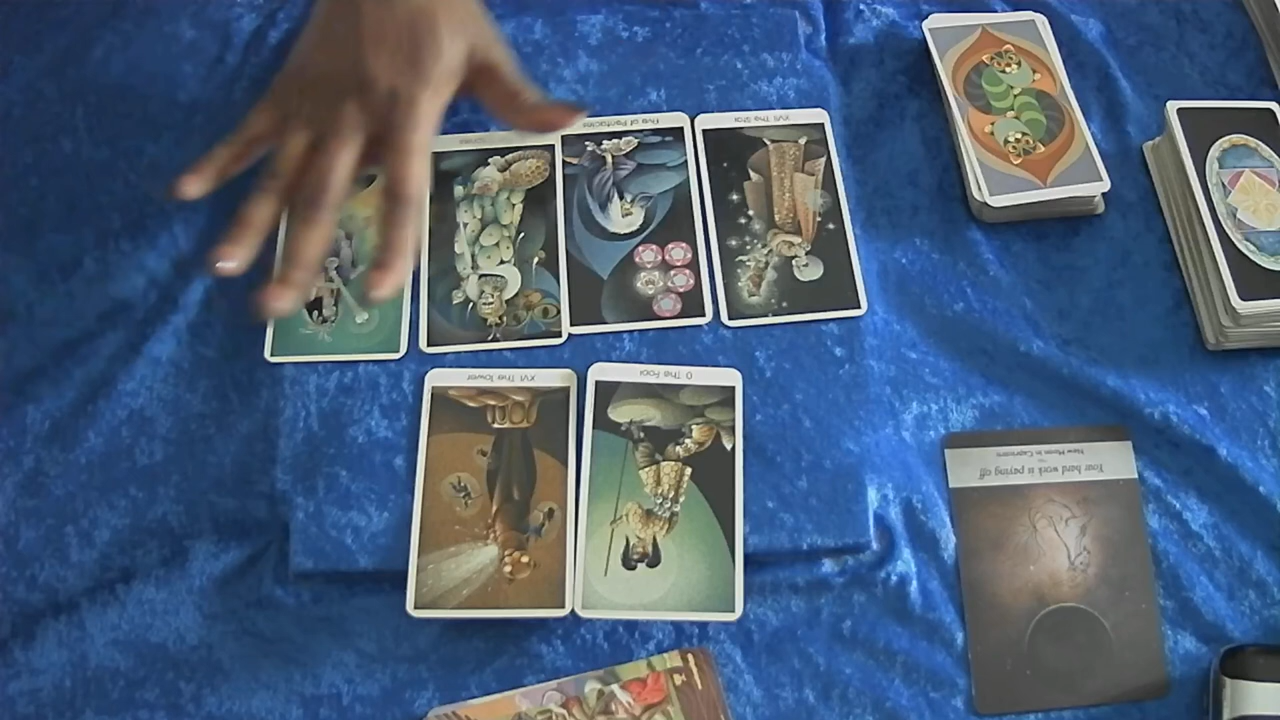 Five of Pentacles
XVII The Star
XVI The Tower
0 The Fool
Your hard work is paying off
New Moon in Capricorn